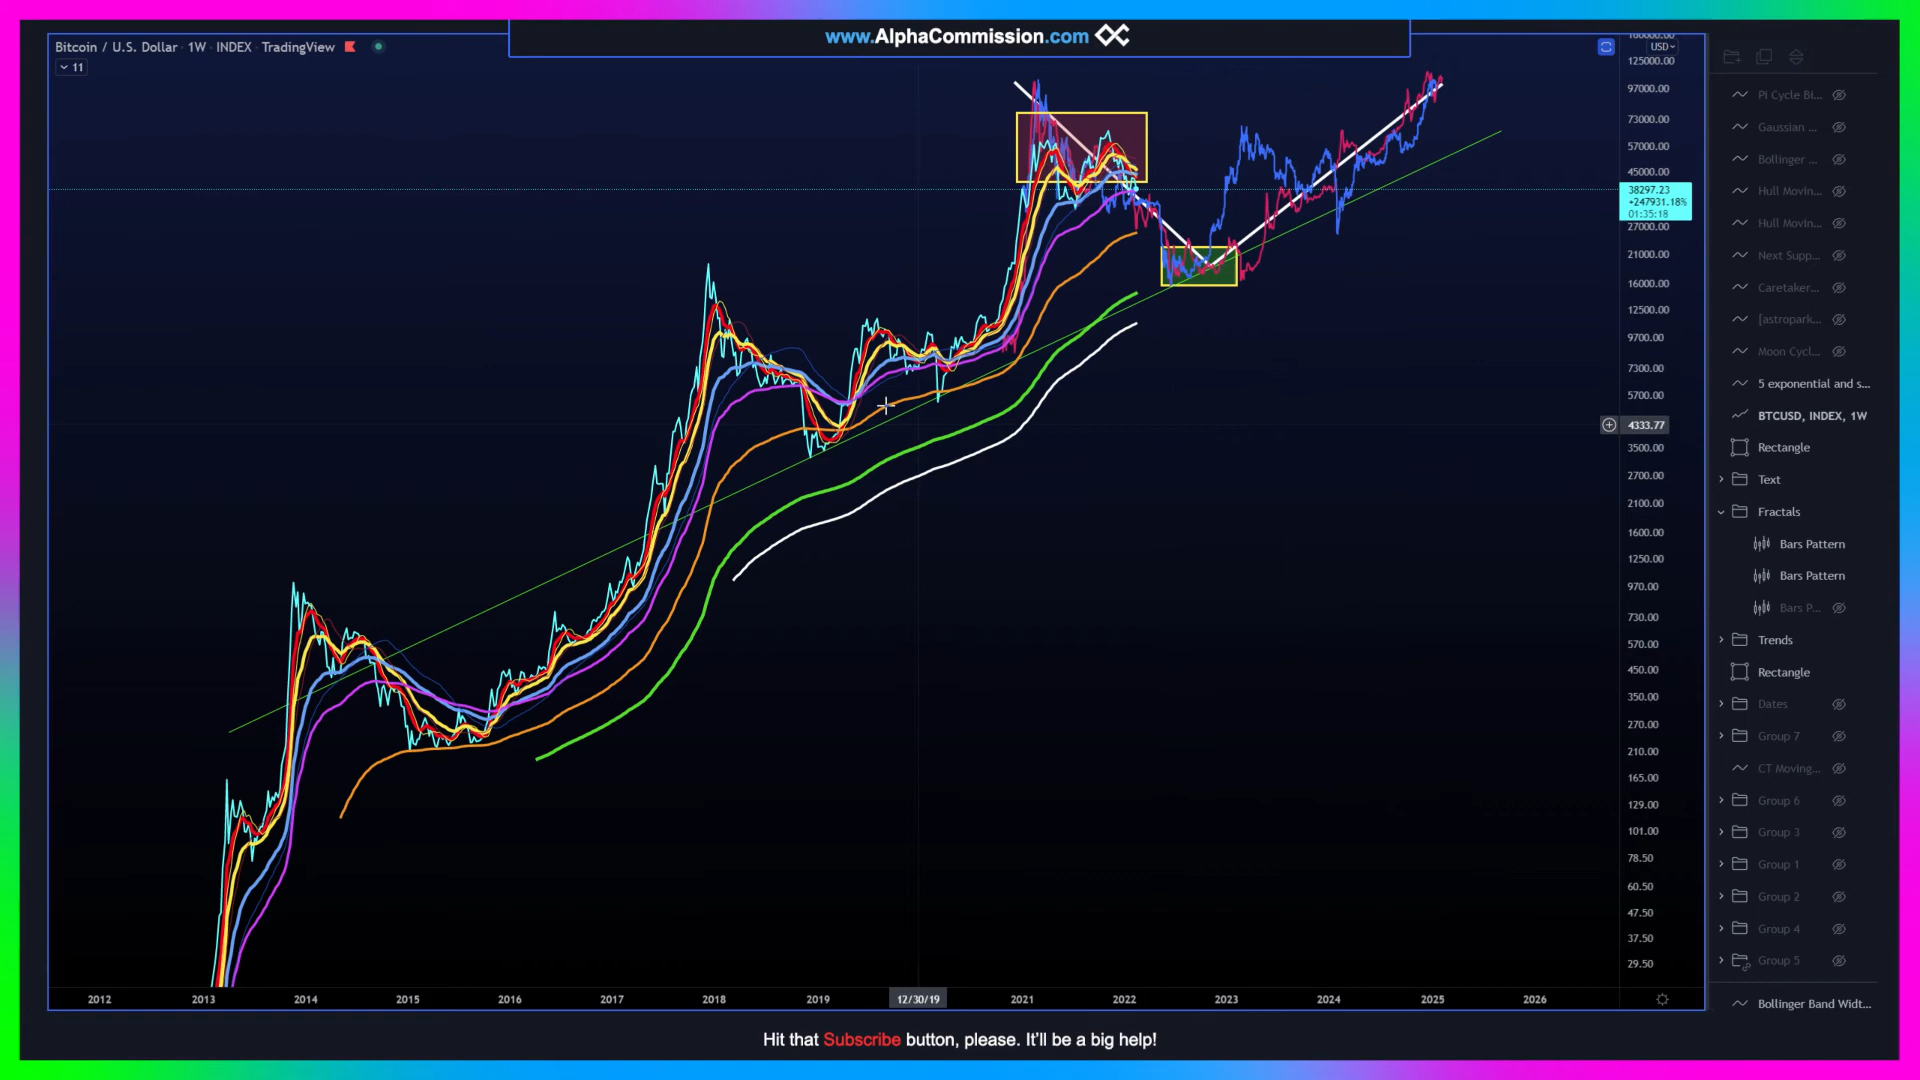 www.AlphaCommission.com
Bitcoin / U.S. Dollar · 1W · INDEX · TradingView
11
160000.00
USD
125000.00
97000.00
73000.00
57000.00
45000.00
38297.23
+247931.18%
01:35:18
27000.00
21000.00
16000.00
12500.00
9700.00
7300.00
5700.00
4333.77
3500.00
2700.00
2100.00
1600.00
1250.00
970.00
730.00
570.00
450.00
350.00
270.00
210.00
165.00
129.00
101.00
78.50
60.50
47.50
37.50
29.50
2012 2013 2014 2015 2016 2017 2018 2019 12/30/19 2021 2022 2023 2024 2025 2026
Pi Cycle Bi...
Gaussian ...
Bollinger ...
Hull Movin...
Hull Movin...
Next Supp...
Caretaker...
[astropark...
Moon Cycl...
5 exponential and s...
BTCUSD, INDEX, 1W
Rectangle
Text
Fractals
Bars Pattern
Bars Pattern
Bars P...
Trends
Rectangle
Dates
Group 7
CT Moving...
Group 6
Group 3
Group 1
Group 2
Group 4
Group 5
Bollinger Band Widt...
Hit that Subscribe button, please. It'll be a big help!